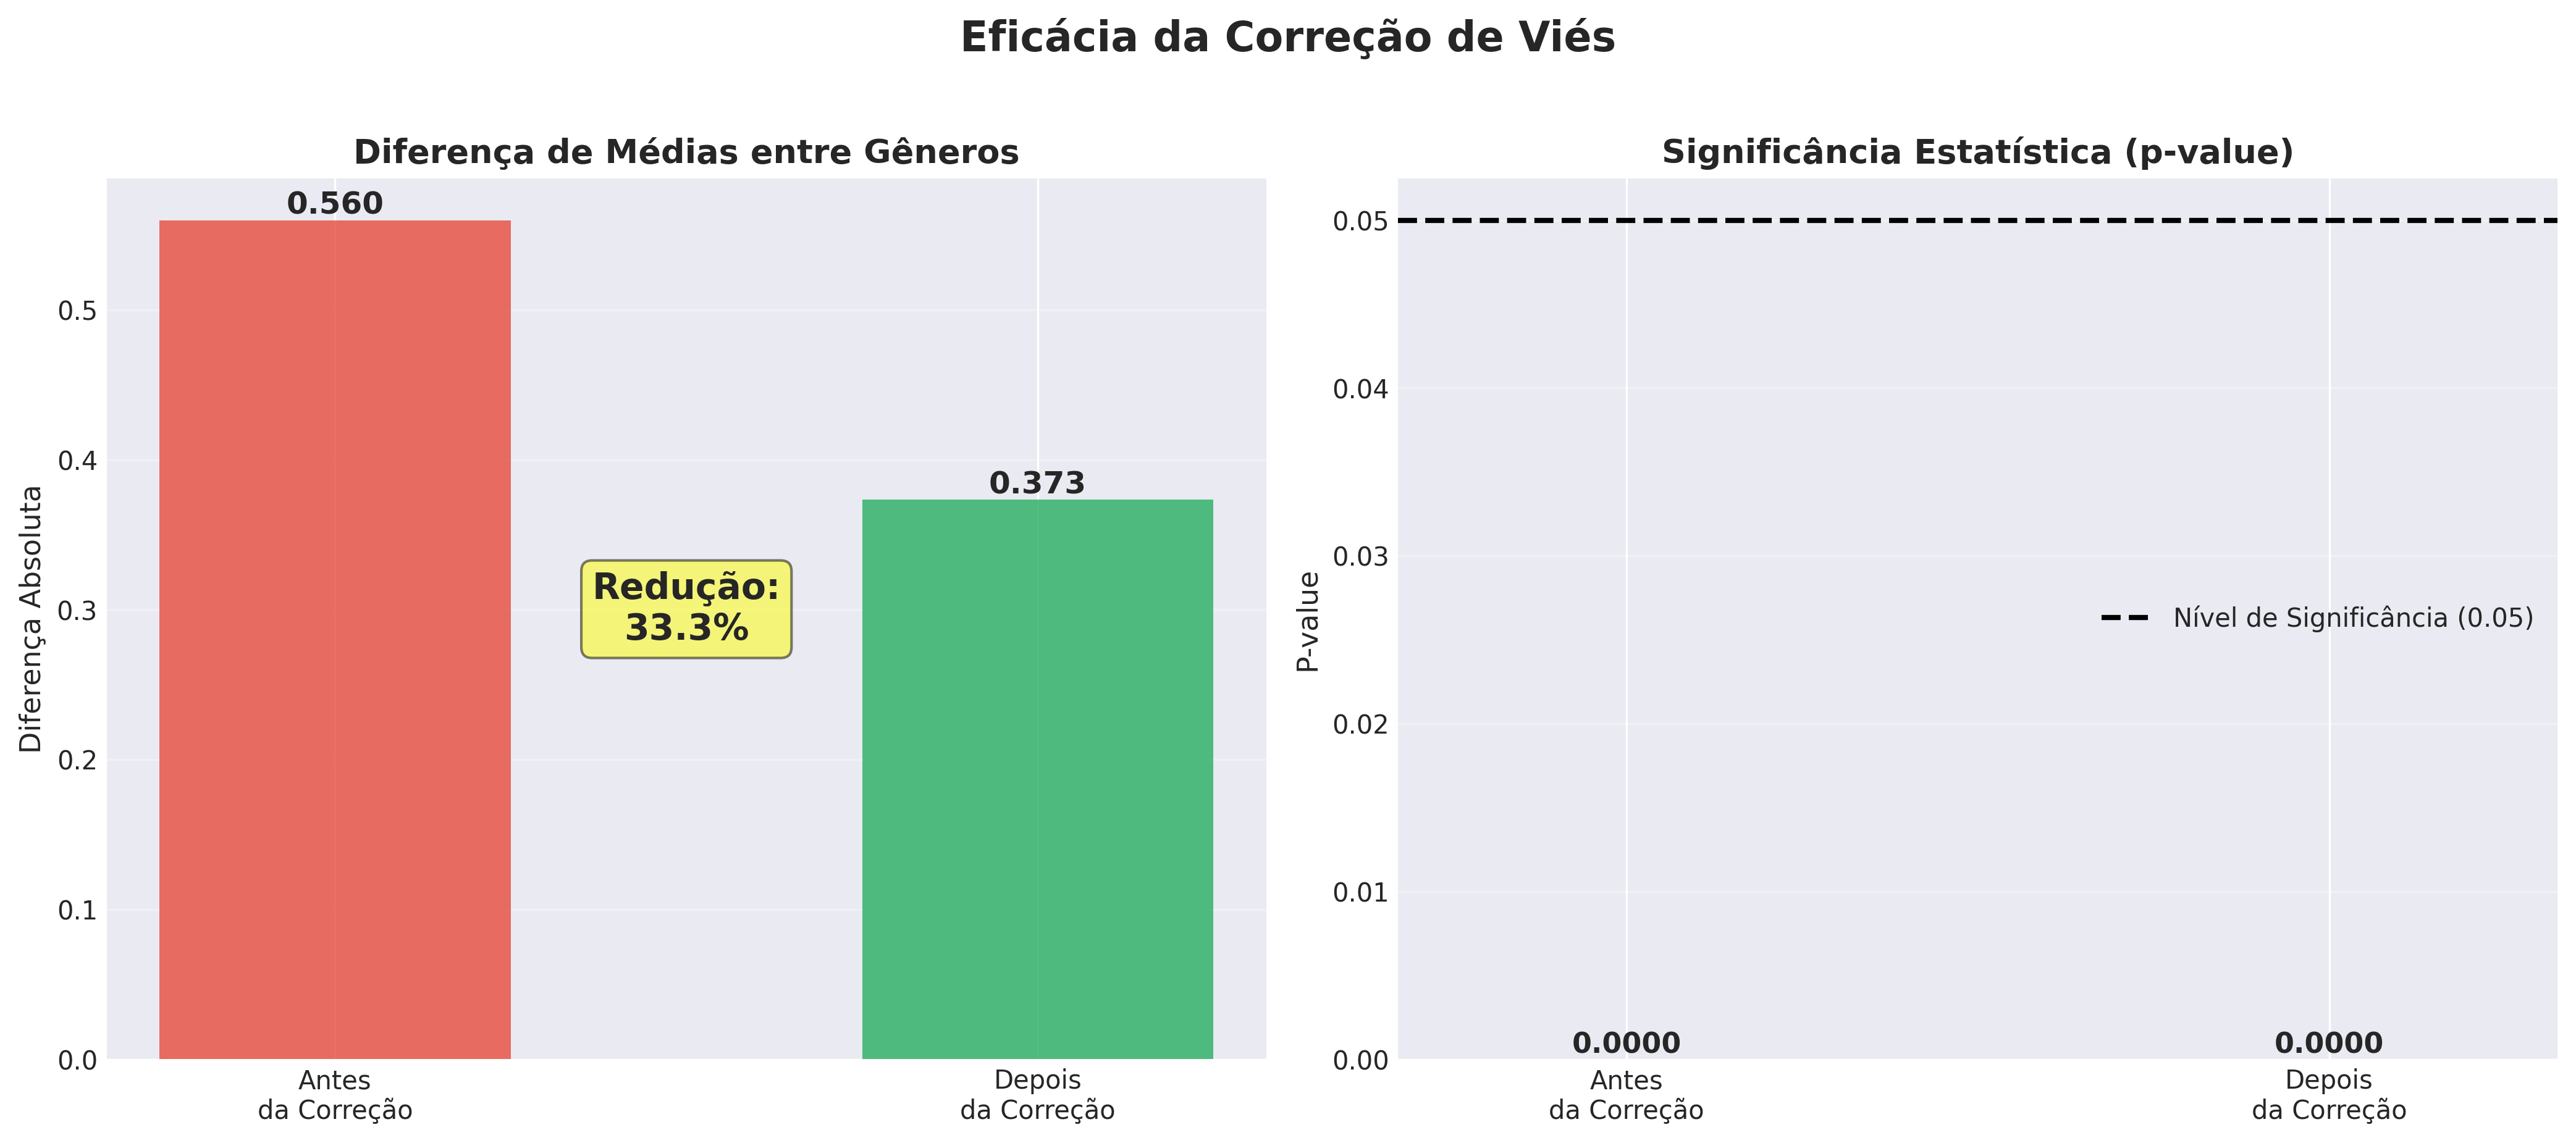 Eficácia da Correção de Viés
Diferença de Médias entre Gêneros
Diferença Absoluta
0.5
0.4
0.3
0.2
0.1
0.0
0.560
0.373
Redução:
33.3%
Antes
da Correção
Depois
da Correção
Significância Estatística (p-value)
P-value
0.05
0.04
0.03
0.02
0.01
0.00
Nível de Significância (0.05)
0.0000
0.0000
Antes
da Correção
Depois
da Correção